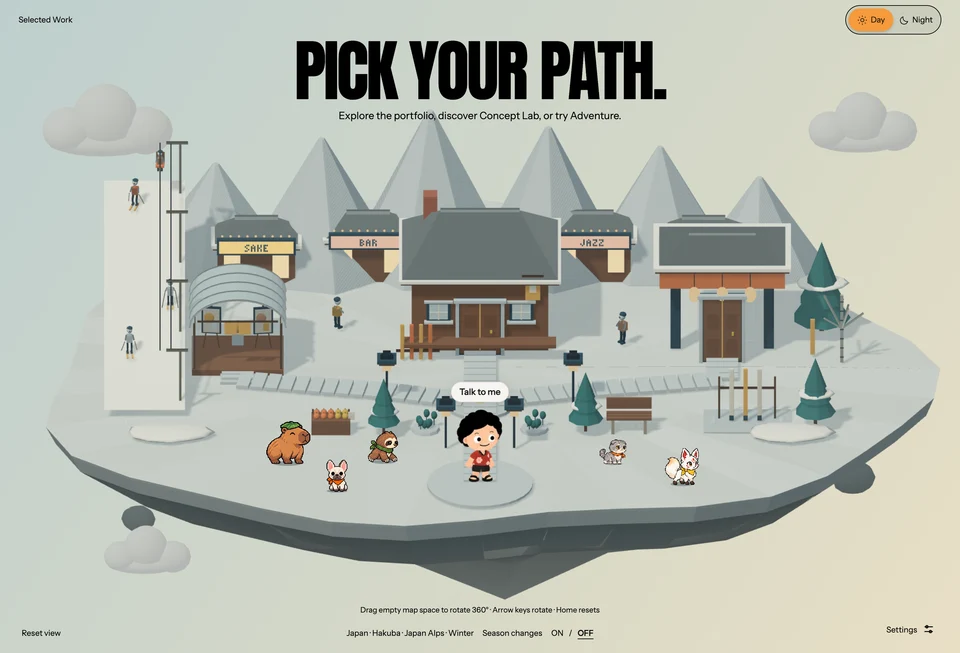 Selected Work
Day
Night
PICK YOUR PATH.
Explore the portfolio, discover Concept Lab, or try Adventure.
SAKE
BAR
JAZZ
Talk to me
Drag empty map space to rotate 360° · Arrow keys rotate · Home resets
Reset view
Japan · Hakuba · Japan Alps · Winter Season changes ON / OFF
Settings